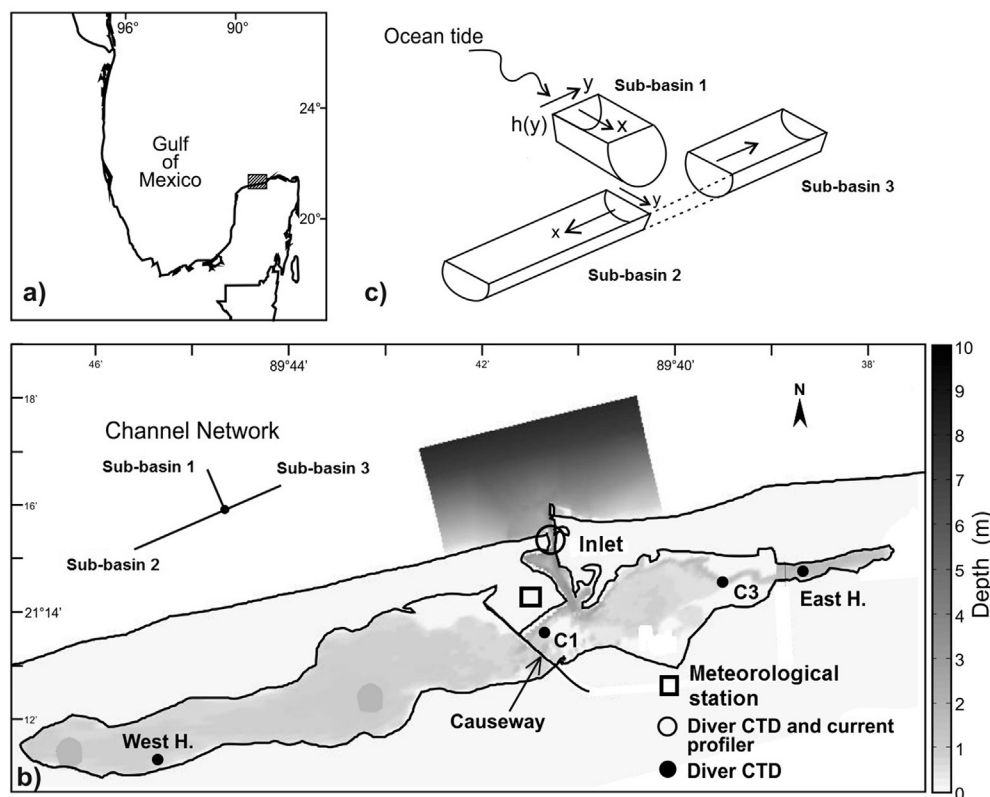 96°
90°
24°
Gulf
of
Mexico
20°
a)
Ocean tide
y
Sub-basin 1
h(y)
x
Sub-basin 3
y
x
Sub-basin 2
c)
46'
89°44'
42'
89°40'
38'
10
18'
N
9
Channel Network
Sub-basin 1
Sub-basin 3
8
7
16'
6
Sub-basin 2
Inlet
5
C3
East H.
21°14'
4
C1
Meteorological
station
3
Causeway
Diver CTD and current
profiler
2
12'
West H.
Diver CTD
1
b)
0
Depth (m)